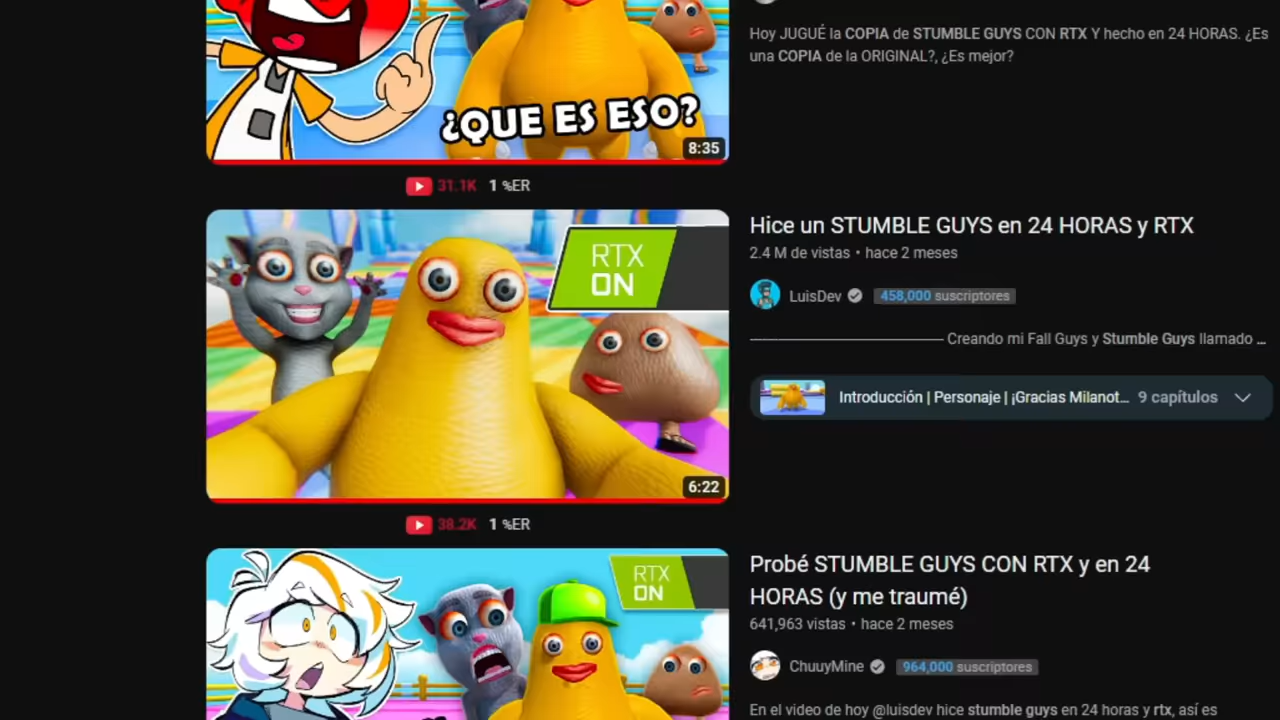 Hoy JUGUÉ la COPIA de STUMBLE GUYS CON RTX Y hecho en 24 HORAS. ¿Es
una COPIA de la ORIGINAL?, ¿Es mejor?
¿QUE ES ESO?
8:35
31.1K 1 %ER
RTX
ON
6:22
Hice un STUMBLE GUYS en 24 HORAS y RTX
2.4 M de vistas • hace 2 meses
LuisDev
458,000 suscriptores
Creando mi Fall Guys y Stumble Guys llamado ...
Introducción | Personaje | ¡Gracias Milanot... 9 capítulos
38.2K 1 %ER
RTX
ON
Probé STUMBLE GUYS CON RTX y en 24
HORAS (y me traumé)
641,963 vistas • hace 2 meses
ChuuyMine
964,000 suscriptores
En el video de hoy @luisdev hice stumble guys en 24 horas y rtx, así es